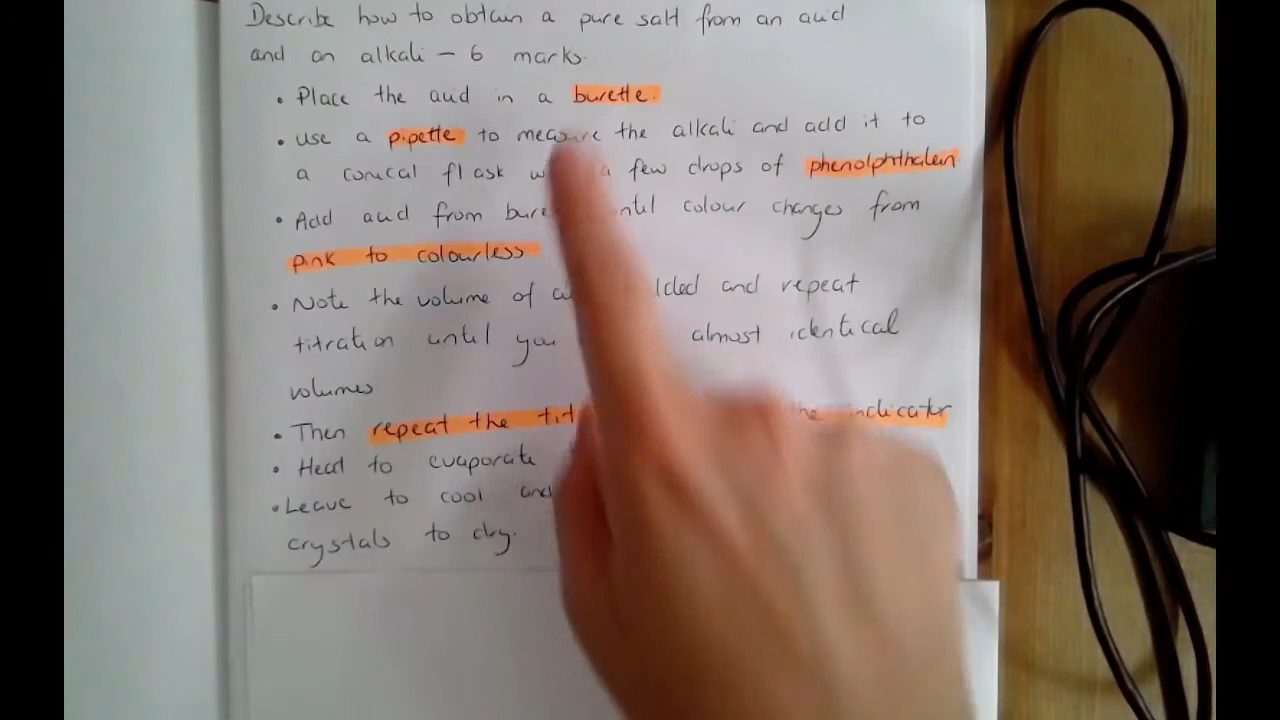 Describe how to obtain a pure salt from an acid
and an alkali – 6 marks.
• Place the acid in a burette.
• Use a pipette to measure the alkali and add it to
a conical flask a few drops of phenolphthalein
• Add acid from until colour changes from
pink to colourless
• Note the volume of and repeat
titration until you almost identical
volumes
• Then repeat the indicator
• Heat to evaporate
• Leave to cool and
crystals to dry.